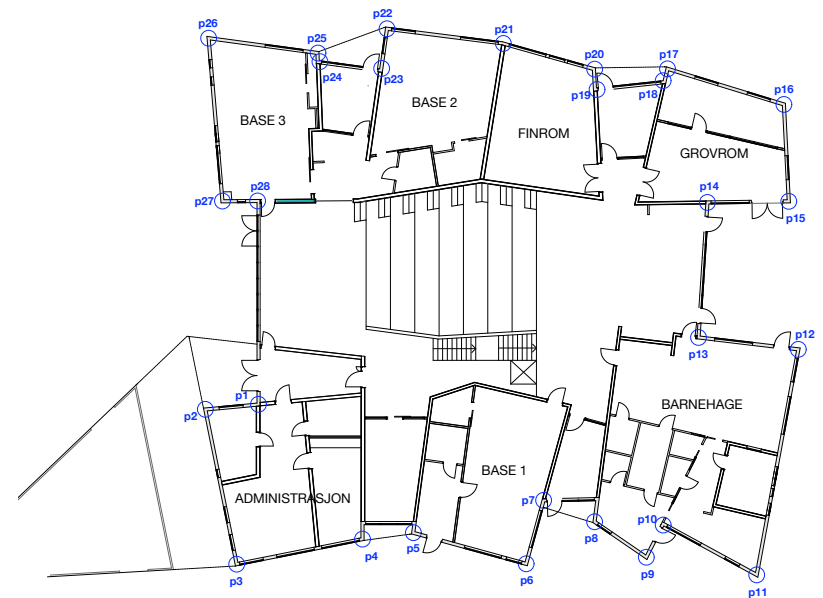 p22
p26
p21
p25
p20
p17
p24
p23
p19
p18
p16
BASE 2
BASE 3
FINROM
GROVROM
p28
p14
p27
p15
p12
p13
p1
p2
BARNEHAGE
BASE 1
ADMINISTRASJON
p7
p10
p8
p4
p5
p3
p6
p9
p11